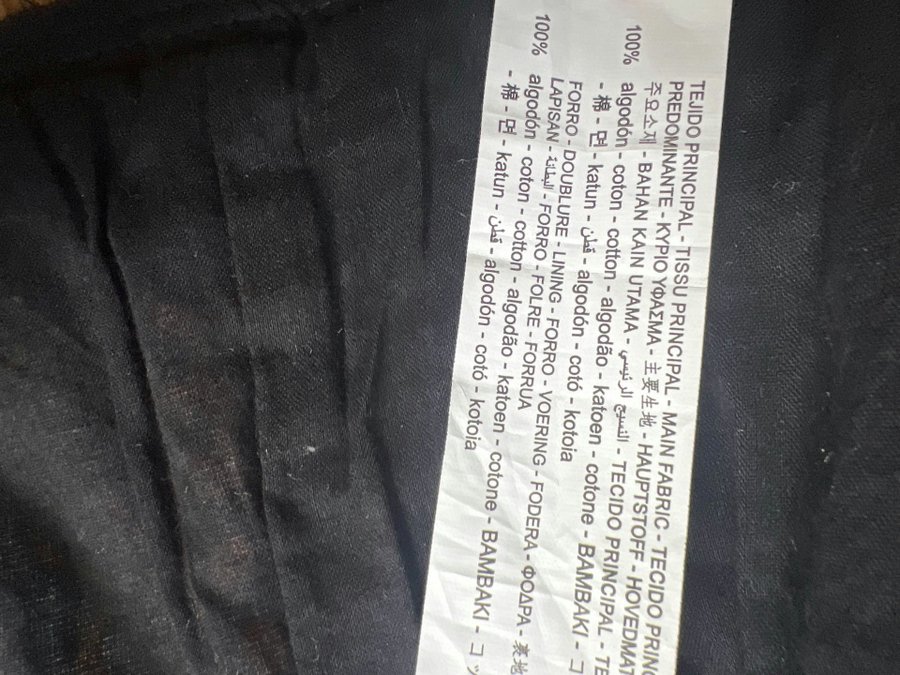 TEJIDO PRINCIPAL - TISSU PRINCIPAL - MAIN FABRIC - TECIDO PRINC
PREDOMINANTE - ΚΥΡΙΟ ΥΦΑΣΜΑ - 主要生地 - HAUPTSTOFF - HOVEDMAT
주요소재 - BAHAN KAIN UTAMA - النسيج الرئيسي - TECIDO PRINCIPAL - TE
100% algodón - coton - cotton - algodão - katoen - cotone - BAMBAKI - コ
- 棉 - 면 - katun - قطن - algodón - cotó - kotoia
FORRO - DOUBLURE - LINING - FORRO - VOERING - FODERA - ΦΟΔΡΑ - 裏地
LAPISAN - البطانة - FORRO - FOLRE - FORRUA
100% algodón - coton - cotton - algodão - katoen - cotone - BAMBAKI - コッ
- 棉 - 면 - katun - قطن - algodón - cotó - kotoia